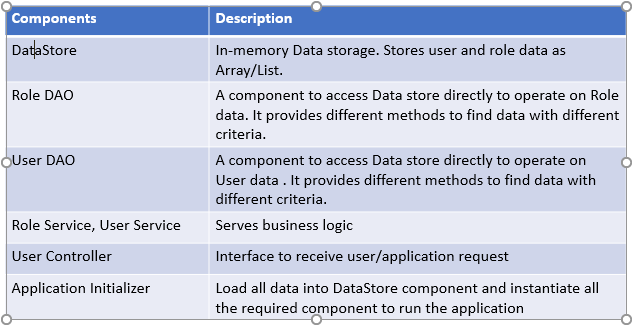 Components Description
DataStore In-memory Data storage. Stores user and role data as
Array/List.
Role DAO A component to access Data store directly to operate on Role
data. It provides different methods to find data with different
criteria.
User DAO A component to access Data store directly to operate on
User data . It provides different methods to find data with
different criteria.
Role Service, User Service Serves business logic
User Controller Interface to receive user/application request
Application Initializer Load all data into DataStore component and instantiate all
the required component to run the application